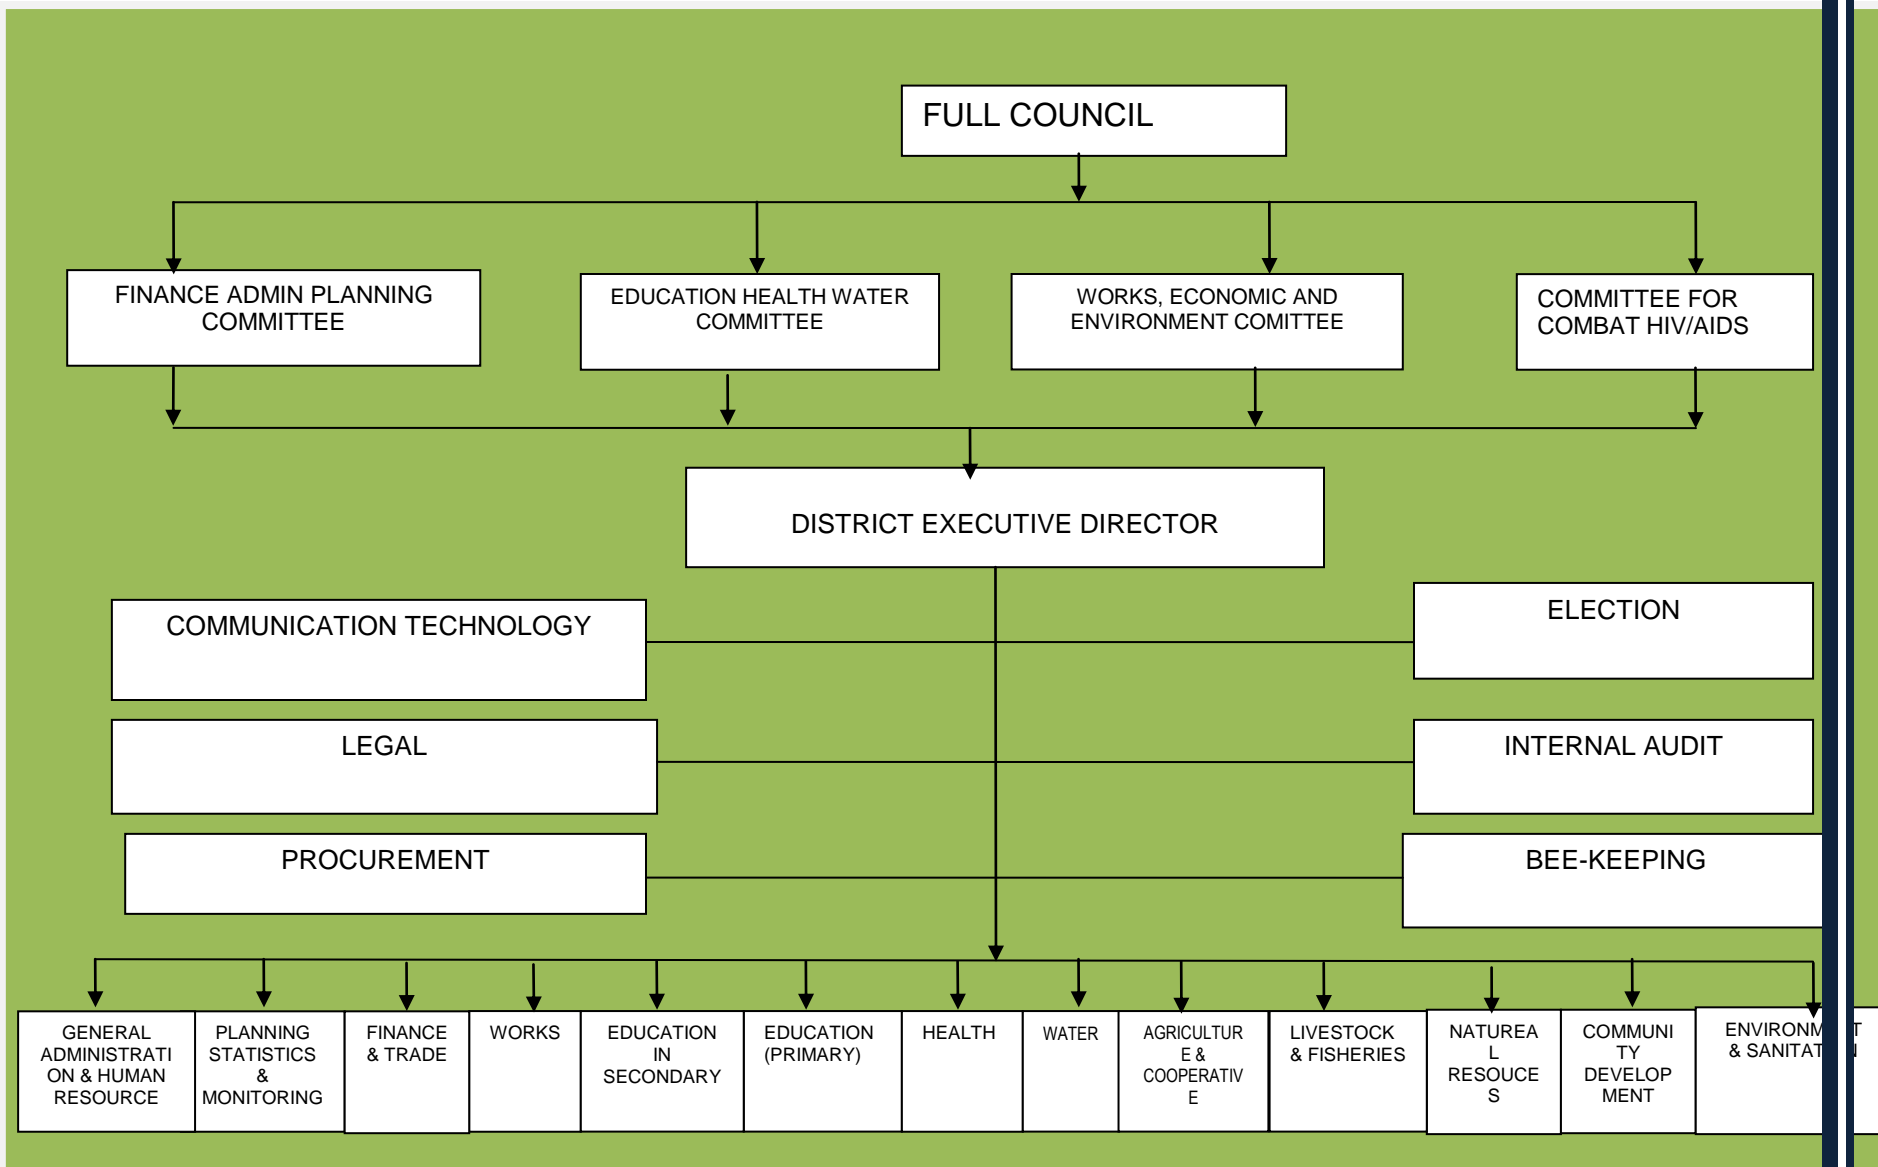 FULL COUNCIL
FINANCE ADMIN PLANNING
COMMITTEE
EDUCATION HEALTH WATER
COMMITTEE
WORKS, ECONOMIC AND
ENVIRONMENT COMITTEE
COMMITTEE FOR
COMBAT HIV/AIDS
DISTRICT EXECUTIVE DIRECTOR
COMMUNICATION TECHNOLOGY
ELECTION
LEGAL
INTERNAL AUDIT
PROCUREMENT
BEE-KEEPING
GENERAL
ADMINISTRATI
ON & HUMAN
RESOURCE
PLANNING
STATISTICS
&
MONITORING
FINANCE
& TRADE
WORKS
EDUCATION
IN
SECONDARY
EDUCATION
(PRIMARY)
HEALTH
WATER
AGRICULTUR
E &
COOPERATIV
E
LIVESTOCK
& FISHERIES
NATUREA
L
RESOUCE
S
COMMUNI
TY
DEVELOP
MENT
&